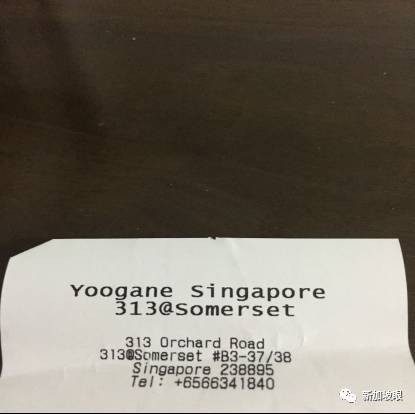 Yoogane Singapore
313@Somerset
313 Orchard Road
313@Somerset #B3-37/38
Singapore 238895
Tel: +6566341840
新加坡眼